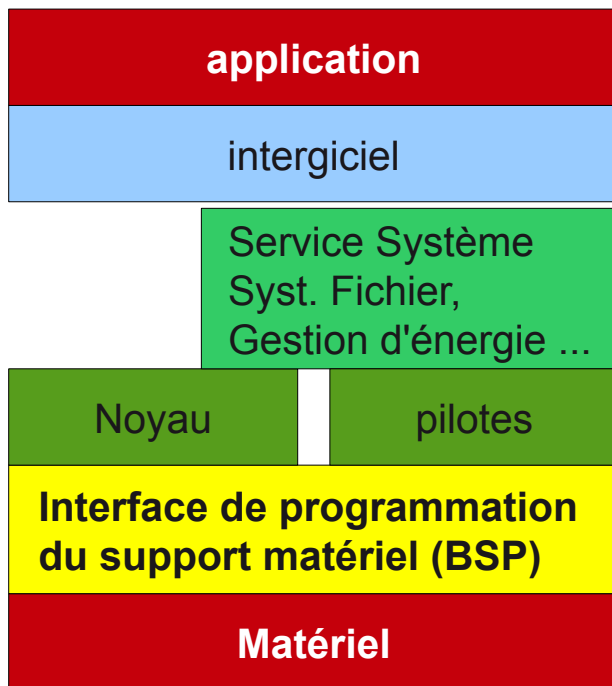 application
intergiciel
Service Système
Syst. Fichier,
Gestion d'énergie ...
Noyau
pilotes
Interface de programmation
du support matériel (BSP)
Matériel